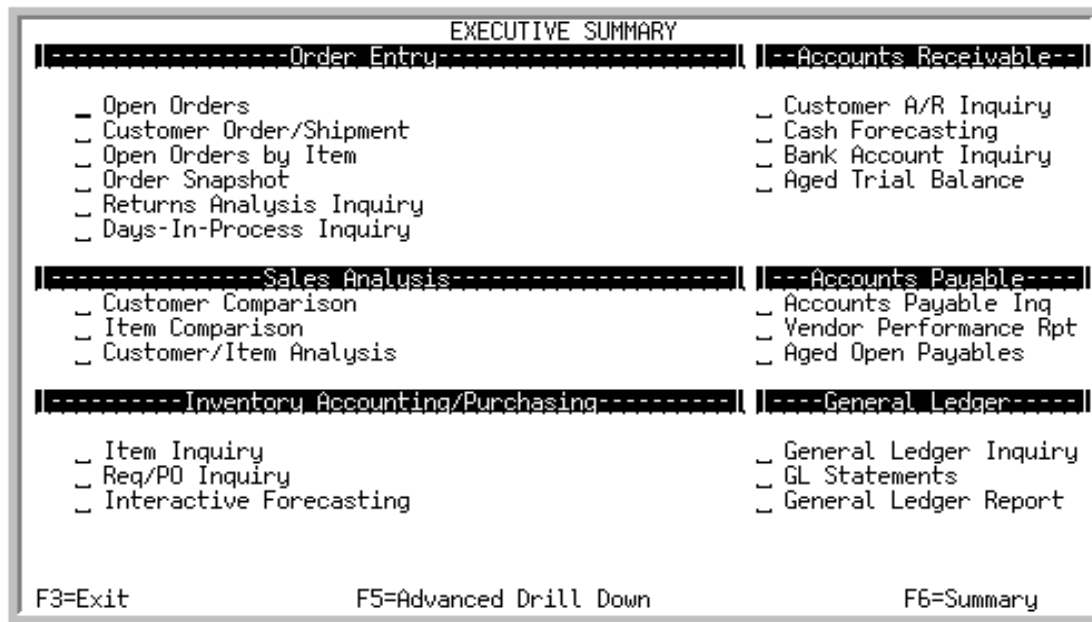 EXECUTIVE SUMMARY
Order Entry
Open Orders
Customer Order/Shipment
Open Orders by Item
Order Snapshot
Returns Analysis Inquiry
Days-In-Process Inquiry
Accounts Receivable
Customer A/R Inquiry
Cash Forecasting
Bank Account Inquiry
Aged Trial Balance
Sales Analysis
Customer Comparison
Item Comparison
Customer/Item Analysis
Accounts Payable
Accounts Payable Inq
Vendor Performance Rpt
Aged Open Payables
Inventory Accounting/Purchasing
Item Inquiry
Req/PO Inquiry
Interactive Forecasting
General Ledger
General Ledger Inquiry
GL Statements
General Ledger Report
F3=Exit F5=Advanced Drill Down F6=Summary